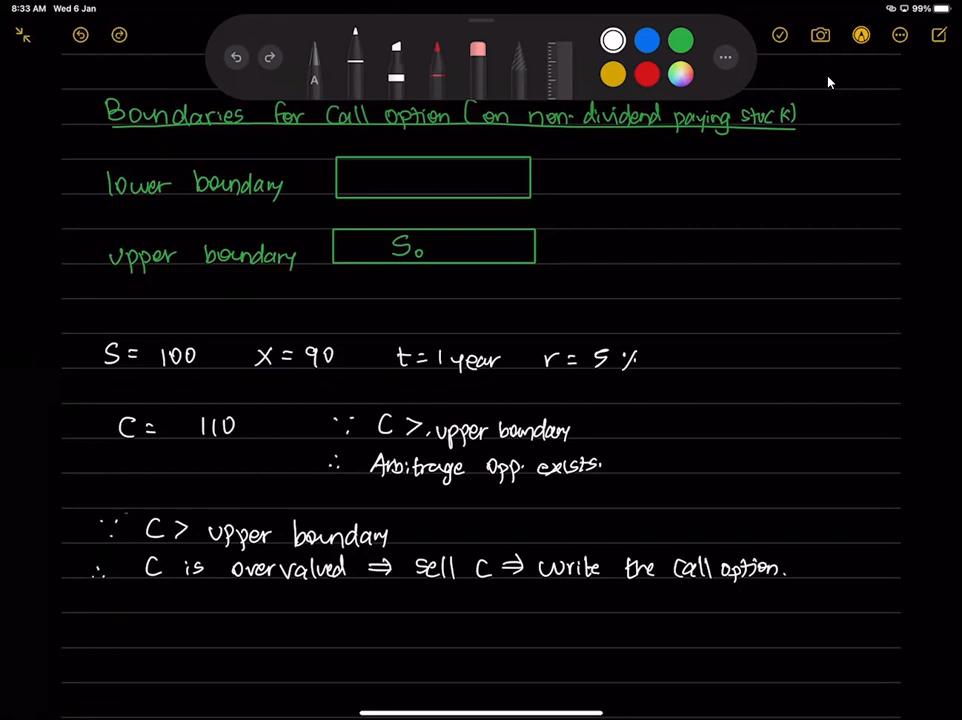 8:33 AM Wed 6 Jan
99%
A
Boundaries for Call option (on non-dividend paying stock)
lower boundary
upper boundary S₀
S = 100 X = 90 t = 1 year r = 5 %
C = 110 ∵ C > upper boundary
∴ Arbitrage opp. exists.
∵ C > upper boundary
∴ C is overvalued ⇒ sell C ⇒ write the call option.